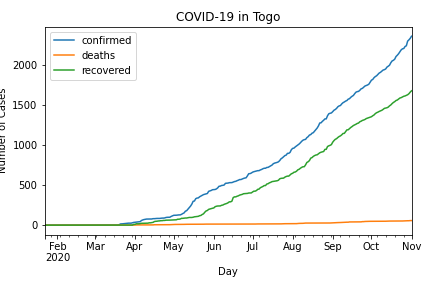 COVID-19 in Togo
confirmed
deaths
recovered
Number of Cases
2000
1500
1000
500
0
Feb Mar Apr May Jun Jul Aug Sep Oct Nov
2020
Day